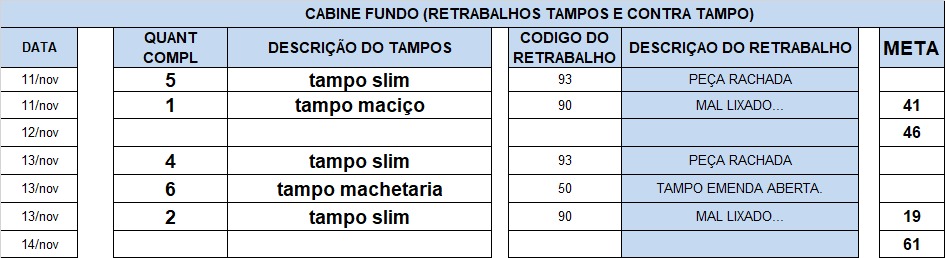 CABINE FUNDO (RETRABALHOS TAMPOS E CONTRA TAMPO)
DATA QUANT COMPL DESCRIÇÃO DO TAMPOS CODIGO DO RETRABALHO DESCRIÇAO DO RETRABALHO META
11/nov 5 tampo slim 93 PEÇA RACHADA
11/nov 1 tampo maciço 90 MAL LIXADO... 41
12/nov 46
13/nov 4 tampo slim 93 PEÇA RACHADA
13/nov 6 tampo machetaria 50 TAMPO EMENDA ABERTA.
13/nov 2 tampo slim 90 MAL LIXADO... 19
14/nov 61